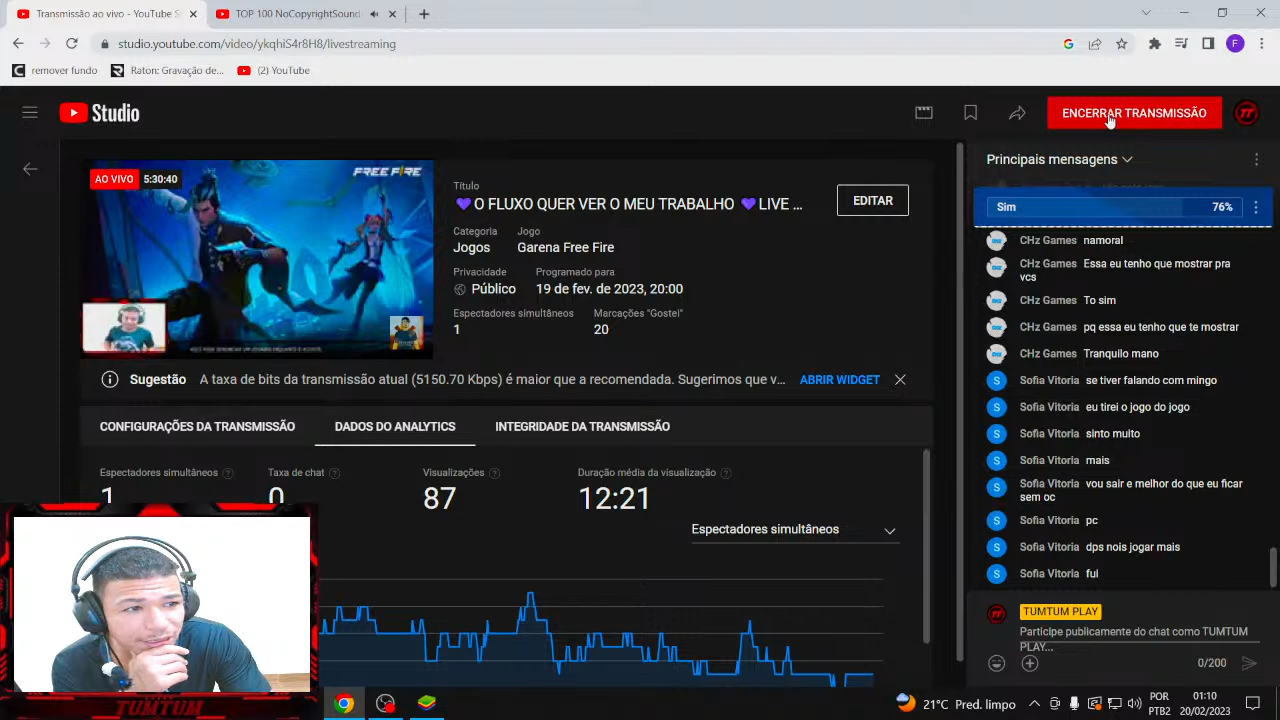 Transmissão ao vivo - YouTube S
TOP 100 NoCopyrightSound
studio.youtube.com/video/ykqhiS4r8H8/livestreaming
F
remover fundo
Raton: Gravação de...
(2) YouTube
Studio
ENCERRAR TRANSMISSÃO
TT
AO VIVO 5:30:40
FREE FIRE
Título
💜O FLUXO QUER VER O MEU TRABALHO 💜LIVE ...
EDITAR
Categoria
Jogos
Jogo
Garena Free Fire
Privacidade
Público
Programado para
19 de fev. de 2023, 20:00
Espectadores simultâneos
1
Marcações "Gostei"
20
Sugestão A taxa de bits da transmissão atual (5150.70 Kbps) é maior que a recomendada. Sugerimos que v...
ABRIR WIDGET
CONFIGURAÇÕES DA TRANSMISSÃO
DADOS DO ANALYTICS
INTEGRIDADE DA TRANSMISSÃO
Espectadores simultâneos
1
Taxa de chat
0
Visualizações
87
Duração média da visualização
12:21
Espectadores simultâneos
Principais mensagens
Sim 76%
CHz Games namoral
CHz Games Essa eu tenho que mostrar pra
vcs
CHz Games To sim
CHz Games pq essa eu tenho que te mostrar
CHz Games Tranquilo mano
S Sofia Vitoria se tiver falando com mingo
S Sofia Vitoria eu tirei o jogo do jogo
S Sofia Vitoria sinto muito
S Sofia Vitoria mais
S Sofia Vitoria vou sair e melhor do que eu ficar
sem oc
S Sofia Vitoria pc
S Sofia Vitoria dps nois jogar mais
S Sofia Vitoria fui
TUMTUM PLAY
Participe publicamente do chat como TUMTUM
PLAY...
0/200
TUMTUM
21°C Pred. limpo
POR
PTB2
01:10
20/02/2023